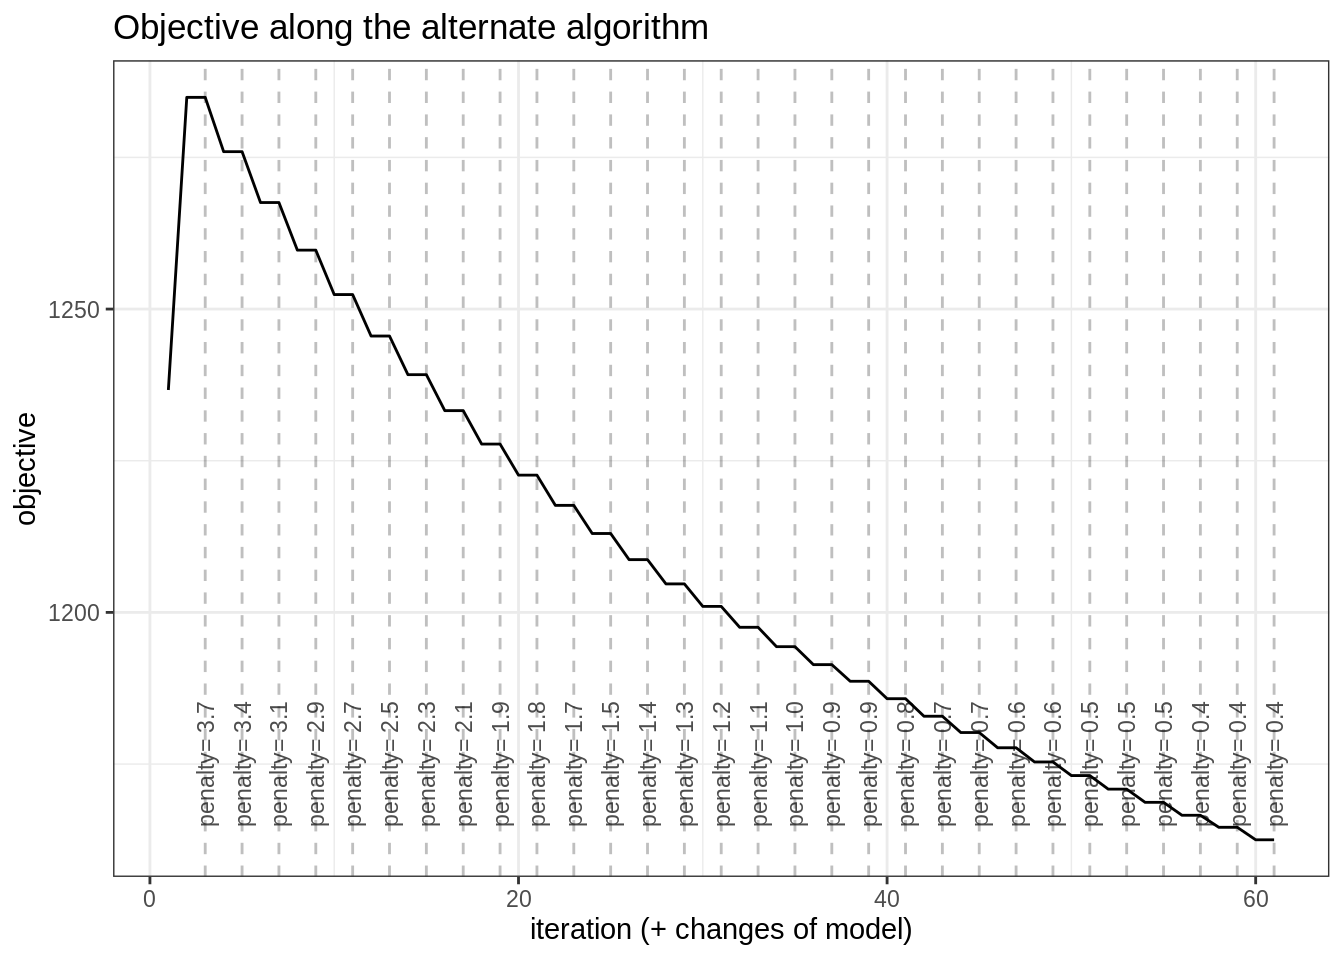 Objective along the alternate algorithm
objective
1250
1200
penalty= 3.7
penalty= 3.4
penalty= 3.1
penalty= 2.9
penalty= 2.7
penalty= 2.5
penalty= 2.3
penalty= 2.1
penalty= 1.9
penalty= 1.8
penalty= 1.7
penalty= 1.5
penalty= 1.4
penalty= 1.3
penalty= 1.2
penalty= 1.1
penalty= 1.0
penalty= 0.9
penalty= 0.9
penalty= 0.8
penalty= 0.7
penalty= 0.7
penalty= 0.6
penalty= 0.6
penalty= 0.5
penalty= 0.5
penalty= 0.5
penalty= 0.4
penalty= 0.4
penalty= 0.4
0 20 40 60
iteration (+ changes of model)